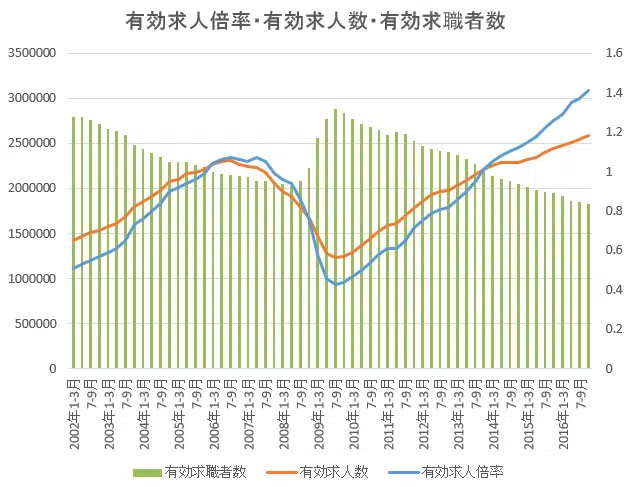 有効求人倍率・有効求人数・有効求職者数
3500000
3000000
2500000
2000000
1500000
1000000
500000
0
1.6
1.4
1.2
1
0.8
0.6
0.4
0.2
0
2002年1-3月
7-9月
2003年1-3月
7-9月
2004年1-3月
7-9月
2005年1-3月
7-9月
2006年1-3月
7-9月
2007年1-3月
7-9月
2008年1-3月
7-9月
2009年1-3月
7-9月
2010年1-3月
7-9月
2011年1-3月
7-9月
2012年1-3月
7-9月
2013年1-3月
7-9月
2014年1-3月
7-9月
2015年1-3月
7-9月
2016年1-3月
7-9月
有効求職者数 有効求人数 有効求人倍率